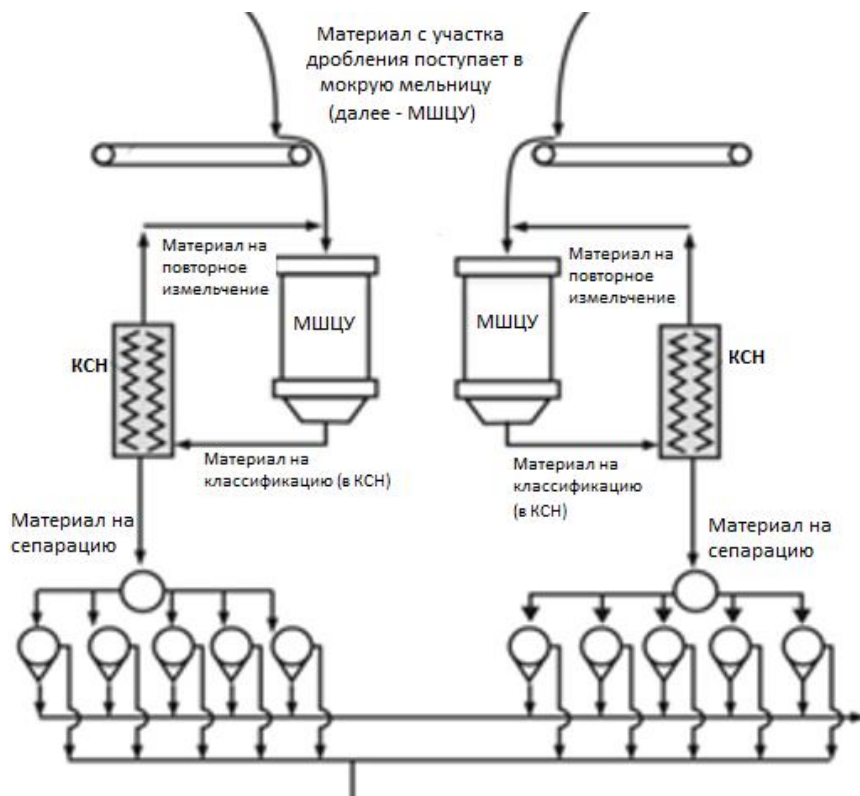 Материал с участка
дробления поступает в
мокрую мельницу
(далее - МШЦУ)
Материал на
повторное
измельчение
Материал на
повторное
измельчение
МШЦУ
МШЦУ
КСН
КСН
Материал на
классификацию (в КСН)
Материал на
классификацию
(в КСН)
Материал на
сепарацию
Материал на
сепарацию